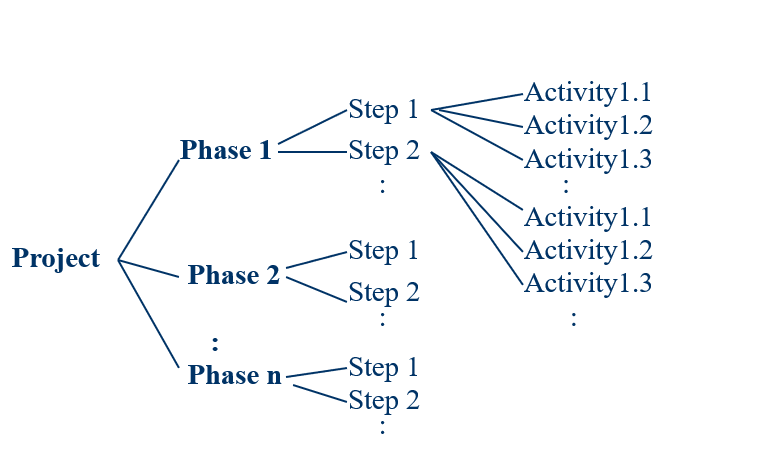 Project
Phase 1
Step 1
Activity1.1
Activity1.2
Activity1.3
:
Step 2
Activity1.1
Activity1.2
Activity1.3
:
:
Phase 2
Step 1
Step 2
:
:
Phase n
Step 1
Step 2
: